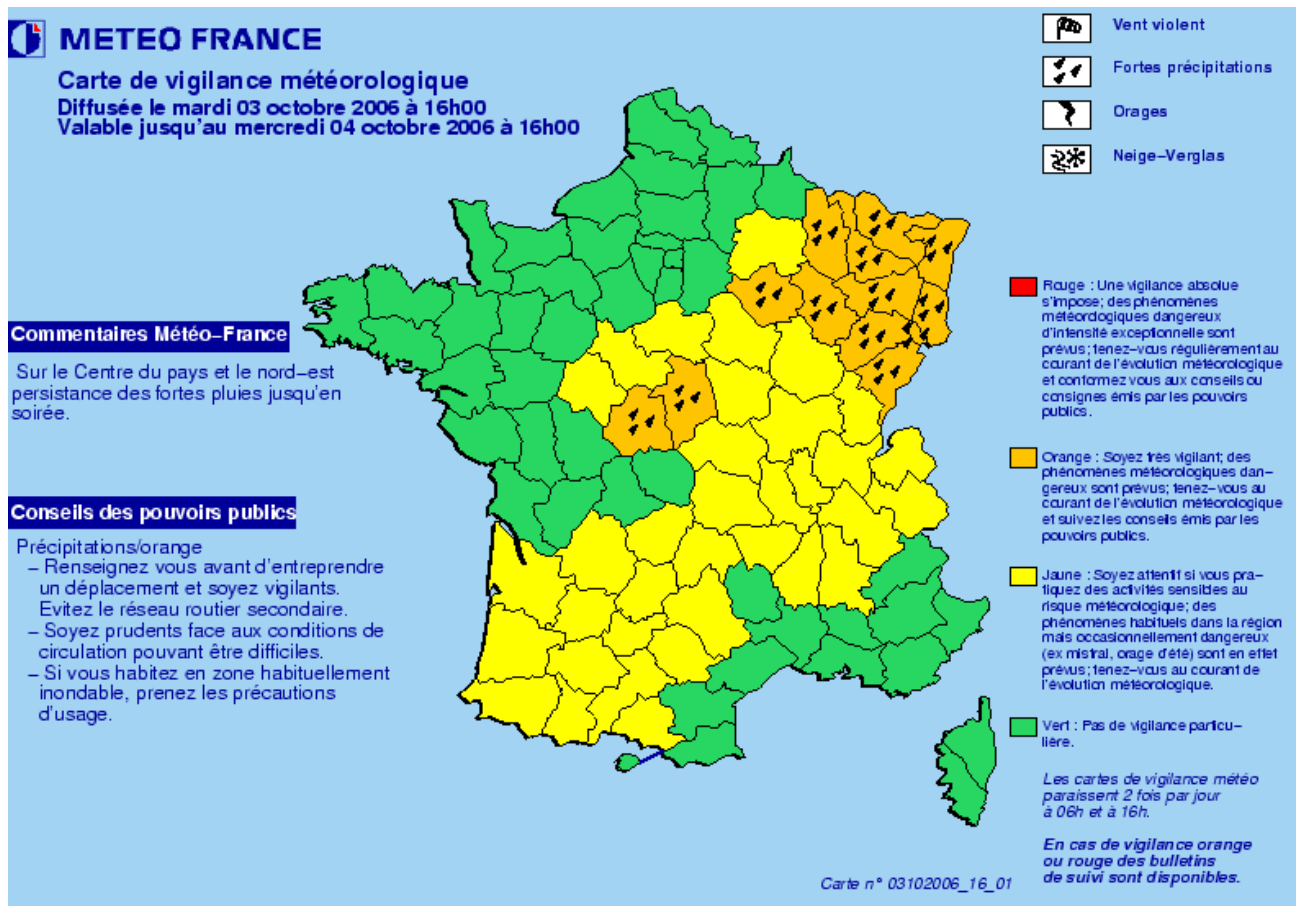 METEO FRANCE
Carte de vigilance météorologique
Diffusée le mardi 03 octobre 2006 à 16h00
Valable jusqu'au mercredi 04 octobre 2006 à 16h00
Vent violent
Fortes précipitations
Orages
Neige-Verglas
Commentaires Météo-France
Sur le Centre du pays et le nord-est
persistance des fortes pluies jusqu'en
soirée.
Conseils des pouvoirs publics
Précipitations/orange
- Renseignez vous avant d'entreprendre
un déplacement et soyez vigilants.
Evitez le réseau routier secondaire.
- Soyez prudents face aux conditions de
circulation pouvant être difficiles.
- Si vous habitez en zone habituellement
inondable, prenez les précautions
d'usage.
Rouge : Une vigilance absolue
s'impose; des phénomènes
météorologiques dangereux
d'intensité exceptionnelle sont
prévus; tenez-vous régulièrement au
courant de l'évolution météorologique
et conformez vous aux conseils ou
consignes émis par les pouvoirs
publics.
Orange : Soyez très vigilant; des
phénomènes météorologiques dan-
gereux sont prévus; tenez-vous au
courant de l'évolution météorologique
et suivez les conseils émis par les
pouvoirs publics.
Jaune : Soyez attentif si vous pra-
tiquez des activités sensibles au
risque météorologique; des
phénomènes habituels dans la région
mais occasionnellement dangereux
(ex mistral, orage d'été) sont en effet
prévus; tenez-vous au courant de
l'évolution météorologique.
Vert : Pas de vigilance particu-
lière.
Les cartes de vigilance météo
paraissent 2 fois par jour
à 06h et à 16h.
En cas de vigilance orange
ou rouge des bulletins
de suivi sont disponibles.
Carte n° 03102006_16_01